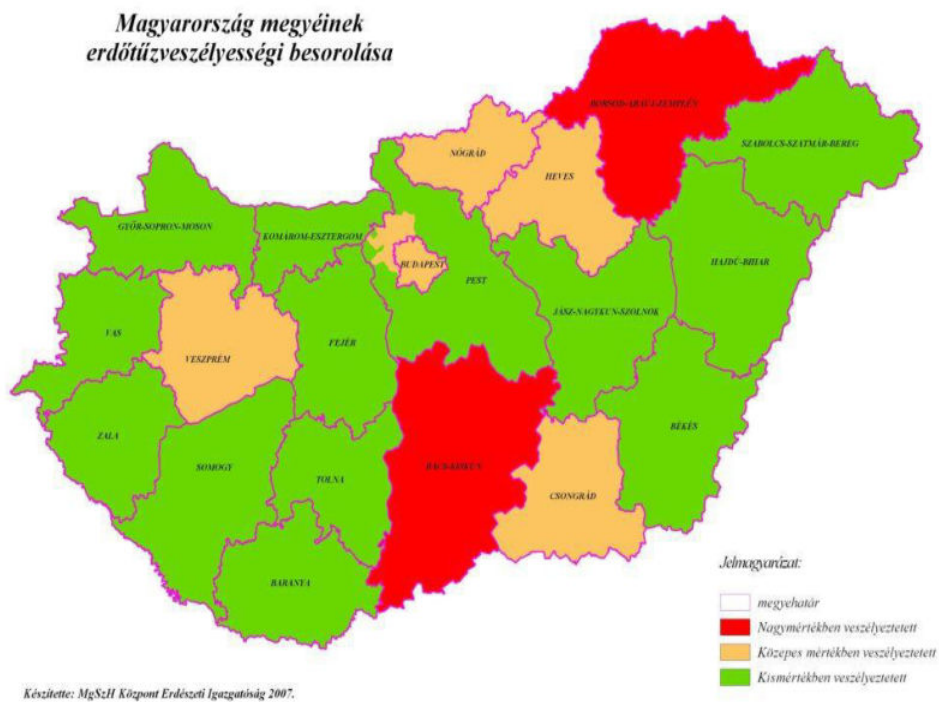 Magyarország megyéinek
erdőtűzveszélyességi besorolása
BORSOD-ABAÚJ-ZEMPLÉN
NÓGRÁD
SZABOLCS-SZATMÁR-BEREG
HEVES
GYŐR-SOPRON-MOSON
KOMÁROM-ESZTERGOM
HAJDÚ-BIHAR
BUDAPEST
PEST
JÁSZ-NAGYKUN-SZOLNOK
VAS
FEJÉR
VESZPRÉM
BÉKÉS
ZALA
SOMOGY
BÁCS-KISKUN
TOLNA
CSONGRÁD
BARANYA
Jelmagyarázat:
megyehatár
Nagymértékben veszélyeztetett
Közepes mértékben veszélyeztetett
Kismértékben veszélyeztetett
Készítette: MgSzH Központ Erdészeti Igazgatóság 2007.